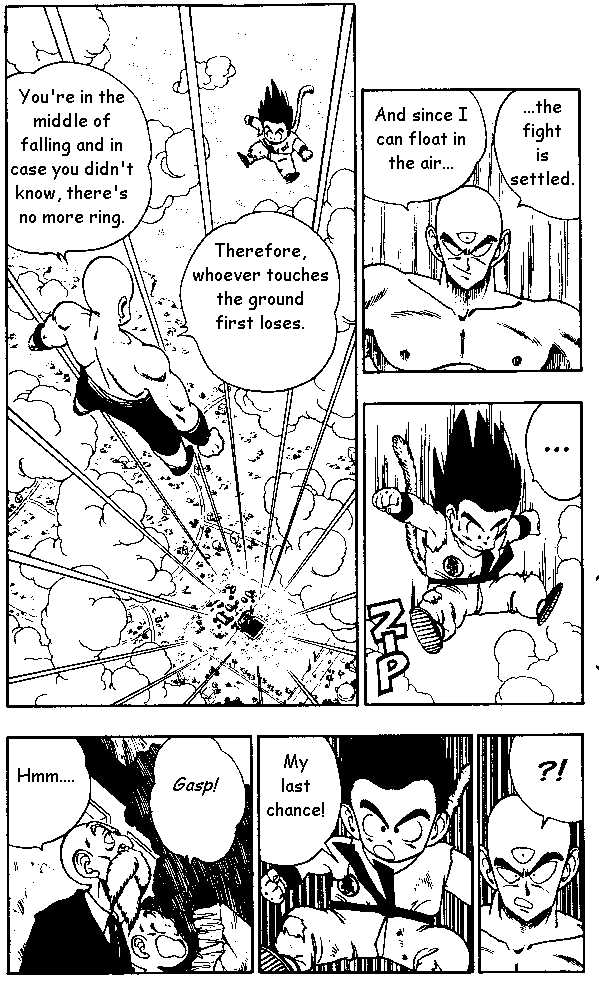 You're in the
middle of
falling and in
case you didn't
know, there's
no more ring.
Therefore,
whoever touches
the ground
first loses.
And since I
can float in
the air...
...the
fight
is
settled.
...
ZIP
Hmm....
Gasp!
My
last
chance!
?!